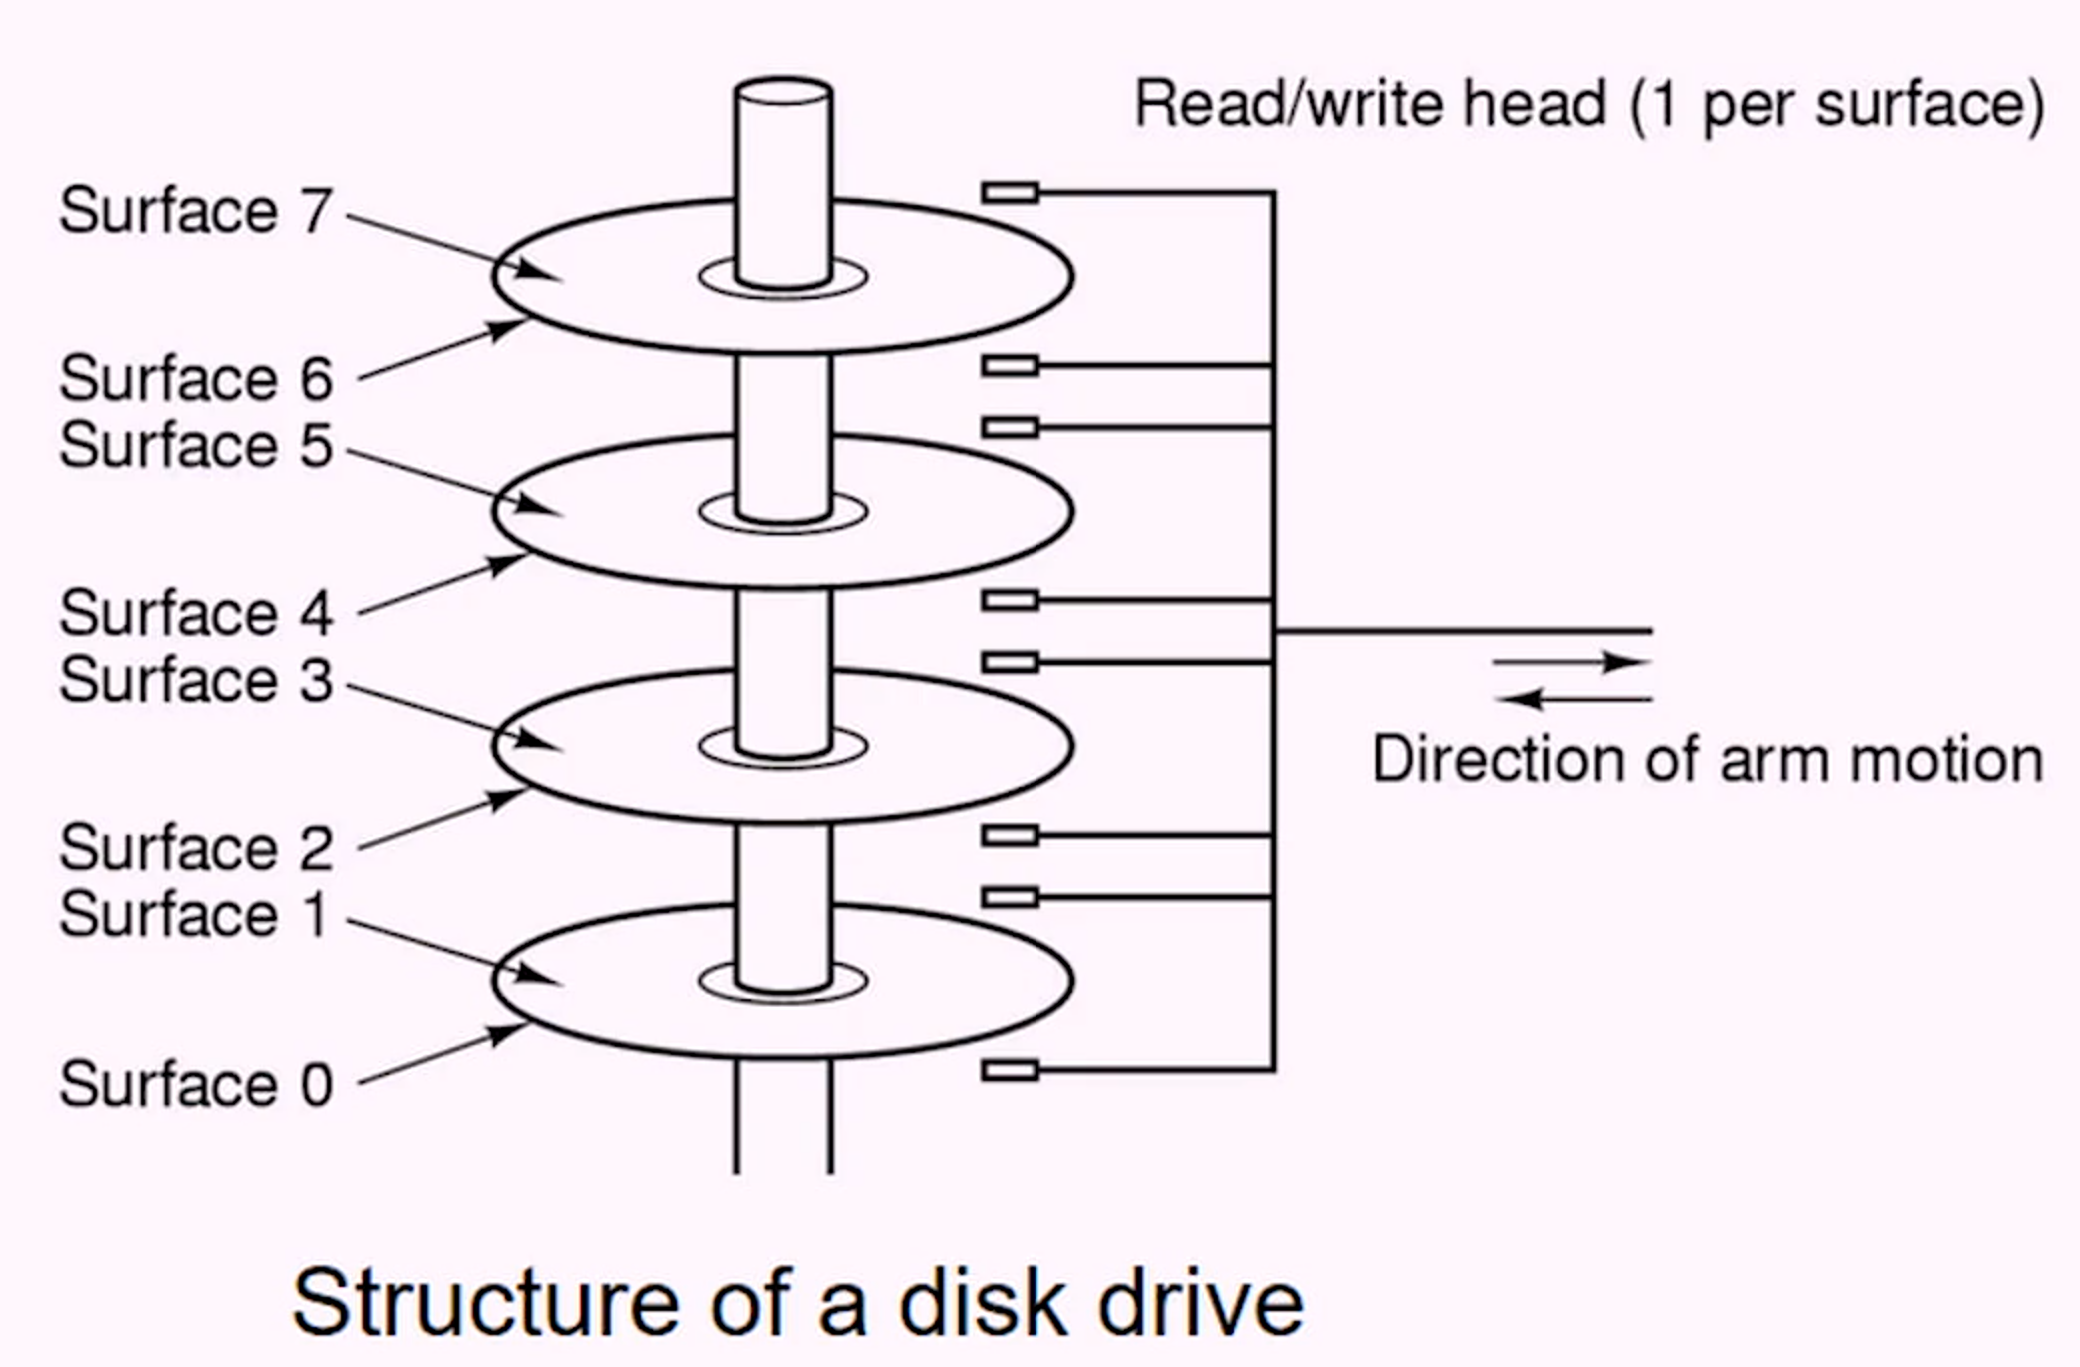 Read/write head (1 per surface)
Surface 7
Surface 6
Surface 5
Surface 4
Surface 3
Direction of arm motion
Surface 2
Surface 1
Surface 0
Structure of a disk drive